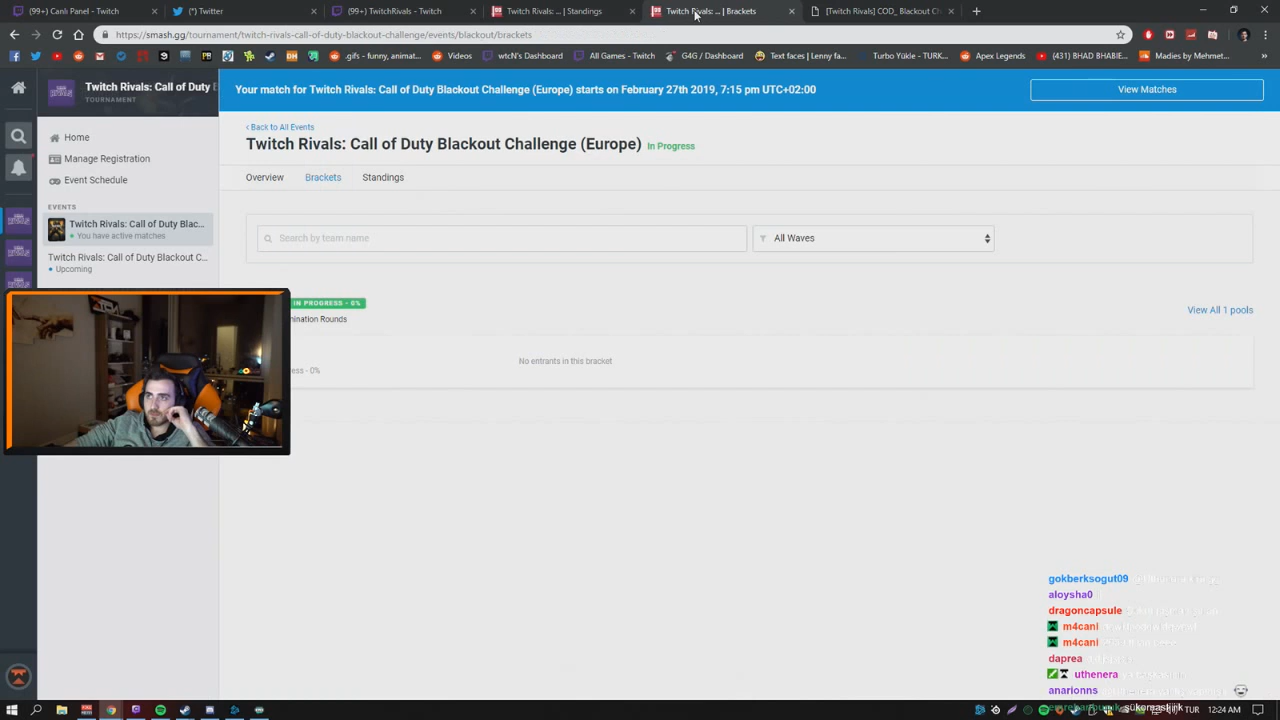 (99+) Canlı Panel - Twitch
Twitter
(99+) Twitch Rivals - Twitch
Twitch Rivals: ... | Standings
Twitch Rivals: ... | Brackets
[Twitch Rivals] COD_ Blackout Ch
https://smash.gg/tournament/twitch-rivals-call-of-duty-blackout-challenge/events/blackout/brackets
.gifs - funny, animat...
Videos
wtcN's Dashboard
All Games - Twitch
G4G / Dashboard
Text faces | Lenny fa...
Turbo Yükle - TURK...
Apex Legends
(431) BHAD BHABIE...
Madies by Mehmet...
Twitch Rivals: Call of Duty B
TOURNAMENT
Your match for Twitch Rivals: Call of Duty Blackout Challenge (Europe) starts on February 27th 2019, 7:15 pm UTC+02:00
View Matches
Home
Manage Registration
Event Schedule
EVENTS
Twitch Rivals: Call of Duty Blac...
You have active matches
Twitch Rivals: Call of Duty Blackout C...
Upcoming
‹ Back to All Events
Twitch Rivals: Call of Duty Blackout Challenge (Europe) In Progress
Overview
Brackets
Standings
Search by team name
All Waves
IN PROGRESS - 0%
mination Rounds
View All 1 pools
No entrants in this bracket
ess - 0%
gokberksogut09
aloysha0
dragoncapsule
m4cani
m4cani
daprea
uthenera
anarionns
TUR
12:24 AM